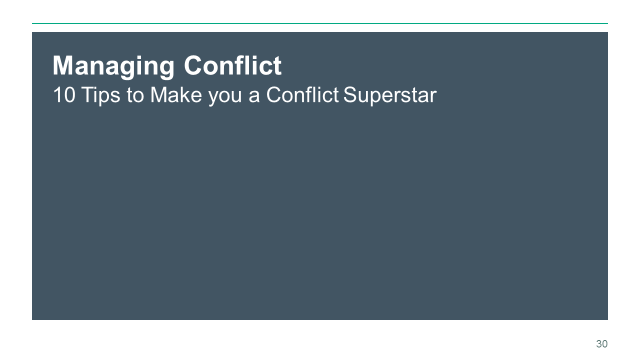 Managing Conflict
10 Tips to Make you a Conflict Superstar
30